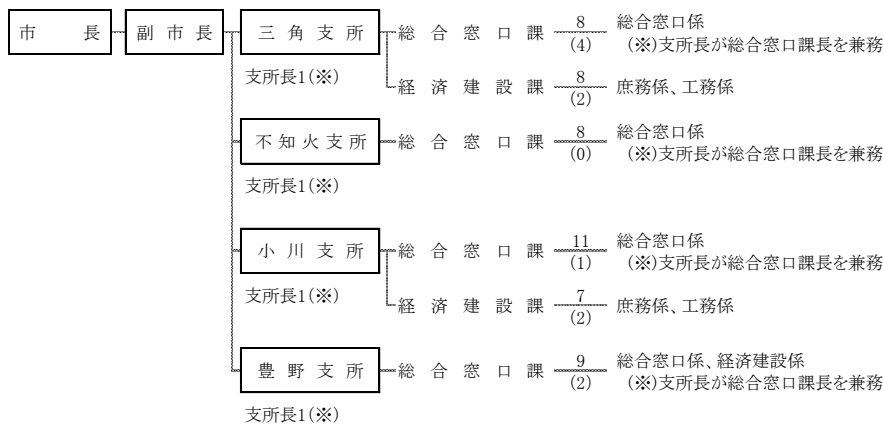 市長 副市長 三角支所 総合窓口課 8 総合窓口係
(4) (※)支所長が総合窓口課長を兼務
支所長1(※)
経済建設課 8 庶務係、工務係
(2)
不知火支所 総合窓口課 8 総合窓口係
(0) (※)支所長が総合窓口課長を兼務
支所長1(※)
小川支所 総合窓口課 11 総合窓口係
(1) (※)支所長が総合窓口課長を兼務
支所長1(※)
経済建設課 7 庶務係、工務係
(2)
豊野支所 総合窓口課 9 総合窓口係、経済建設係
(2) (※)支所長が総合窓口課長を兼務
支所長1(※)